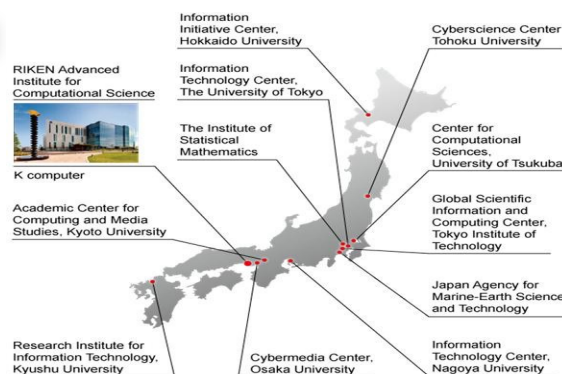 Information
Initiative Center,
Hokkaido University
Cyberscience Center
Tohoku University
RIKEN Advanced
Institute for
Computational Science
K computer
Information
Technology Center,
The University of Tokyo
The Institute of
Statistical
Mathematics
Center for
Computational
Sciences,
University of Tsukuba
Academic Center for
Computing and Media
Studies, Kyoto University
Global Scientific
Information and
Computing Center,
Tokyo Institute of
Technology
Japan Agency for
Marine-Earth Science
and Technology
Research Institute for
Information Technology,
Kyushu University
Cybermedia Center,
Osaka University
Information
Technology Center,
Nagoya University